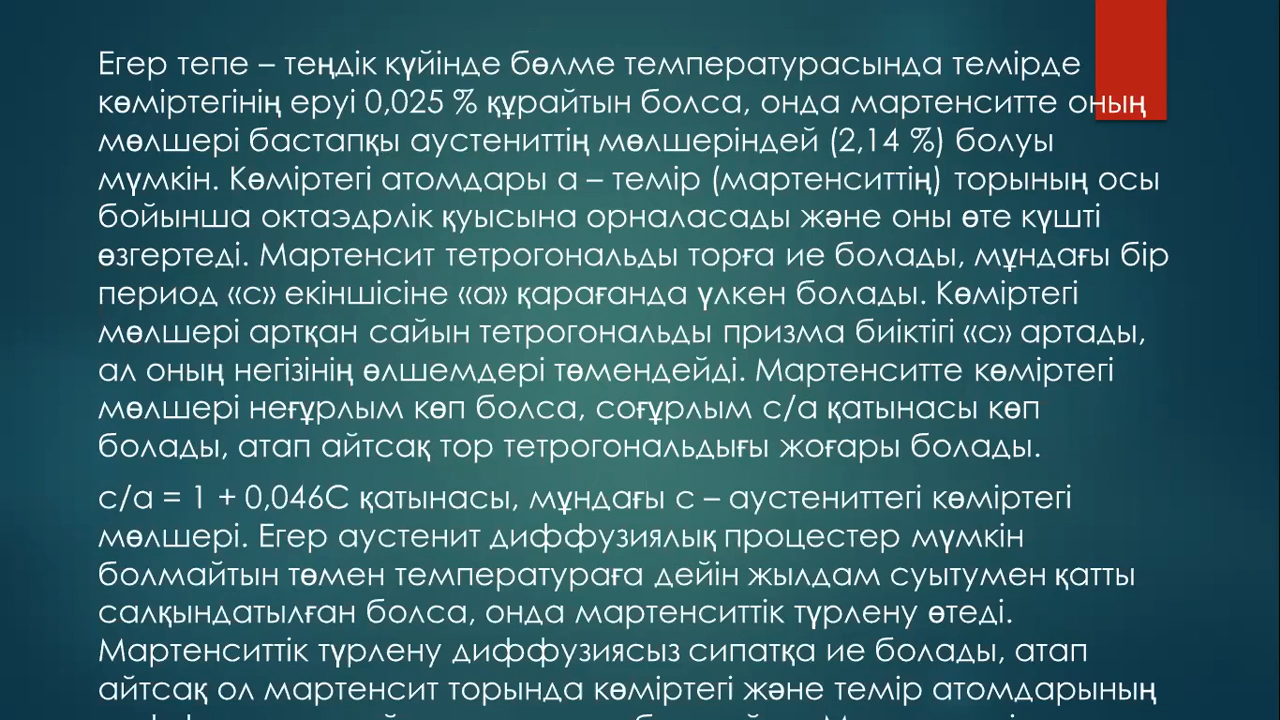 Егер тепе – теңдік күйінде бөлме температурасында темірде
көміртегінің еруі 0,025 % құрайтын болса, онда мартенситте оның
мөлшері бастапқы аустениттің мөлшеріндей (2,14 %) болуы
мүмкін. Көміртегі атомдары a – темір (мартенситтің) торының осы
бойынша октаэдрлік қуысына орналасады және оны өте күшті
өзгертеді. Мартенсит тетрогональды торға ие болады, мұндағы бір
период «с» екіншісіне «а» қарағанда үлкен болады. Көміртегі
мөлшері артқан сайын тетрогональды призма биіктігі «с» артады,
ал оның негізінің өлшемдері төмендейді. Мартенситте көміртегі
мөлшері неғұрлым көп болса, соғұрлым с/а қатынасы көп
болады, атап айтсақ тор тетрогональдығы жоғары болады.
с/а = 1 + 0,046С қатынасы, мұндағы с – аустениттегі көміртегі
мөлшері. Егер аустенит диффузиялық процестер мүмкін
болмайтын төмен температураға дейін жылдам суытумен қатты
салқындатылған болса, онда мартенситтік түрлену өтеді.
Мартенситтік түрлену диффузиясыз сипатқа ие болады, атап
айтсақ ол мартенсит торында көміртегі және темір атомдарының